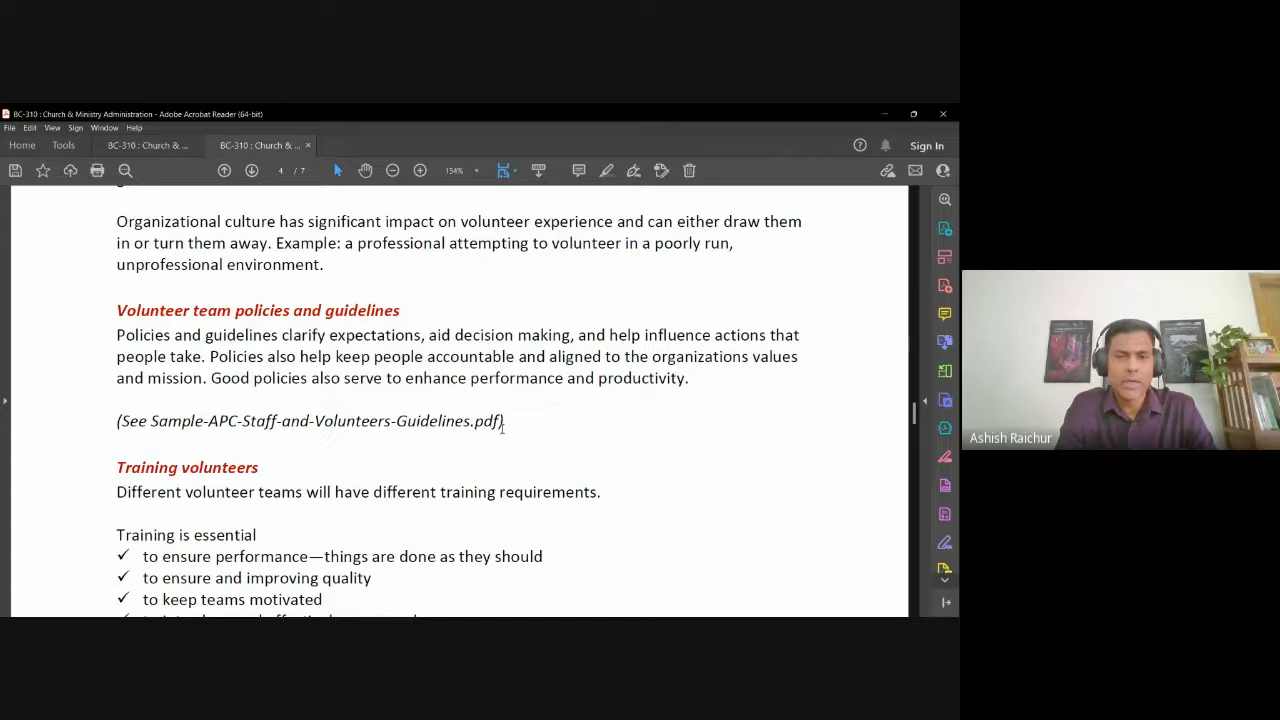 BC-310 : Church & Ministry Administration - Adobe Acrobat Reader (64-bit)
File Edit View Sign Window Help
Home Tools BC-310 : Church & ... BC-310 : Church & ... × Sign In
4 / 7 154%
Organizational culture has significant impact on volunteer experience and can either draw them
in or turn them away. Example: a professional attempting to volunteer in a poorly run,
unprofessional environment.
Volunteer team policies and guidelines
Policies and guidelines clarify expectations, aid decision making, and help influence actions that
people take. Policies also help keep people accountable and aligned to the organizations values
and mission. Good policies also serve to enhance performance and productivity.
(See Sample-APC-Staff-and-Volunteers-Guidelines.pdf)
Training volunteers
Different volunteer teams will have different training requirements.
Training is essential
✓ to ensure performance—things are done as they should
✓ to ensure and improving quality
✓ to keep teams motivated
Ashish Raichur